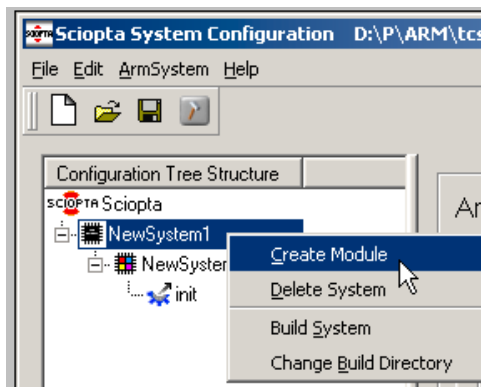 Sciopta System Configuration D:\P\ARM\tcs
File Edit ArmSystem Help
Configuration Tree Structure
SCIOPTA Sciopta
NewSystem1
NewSyster
init
Create Module
Delete System
Build System
Change Build Directory
Ar